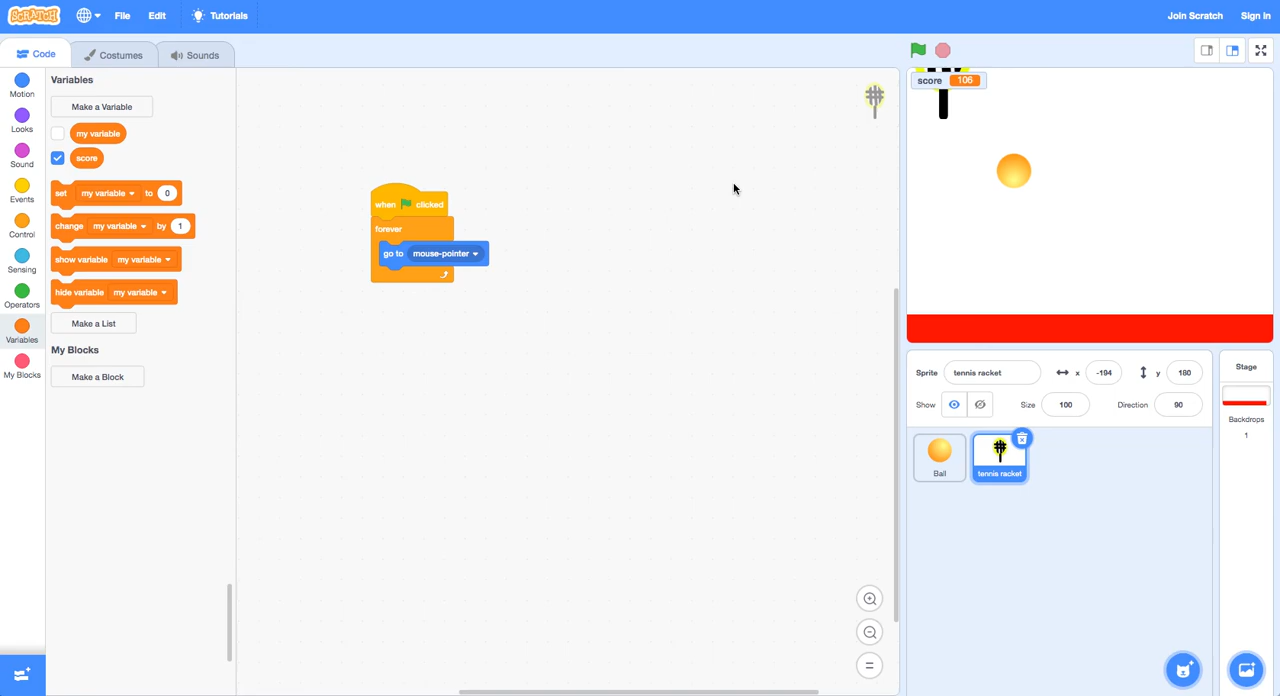 SCRATCH File Edit Tutorials Join Scratch Sign in
Code Costumes Sounds
Motion
Looks
Sound
Events
Control
Sensing
Operators
Variables
My Blocks
Variables
Make a Variable
my variable
score
set my variable to 0
change my variable by 1
show variable my variable
hide variable my variable
Make a List
My Blocks
Make a Block
when clicked
forever
go to mouse-pointer
score 106
Sprite tennis racket x -194 y 180
Show Size 100 Direction 90
Ball
tennis racket
Stage
Backdrops
1